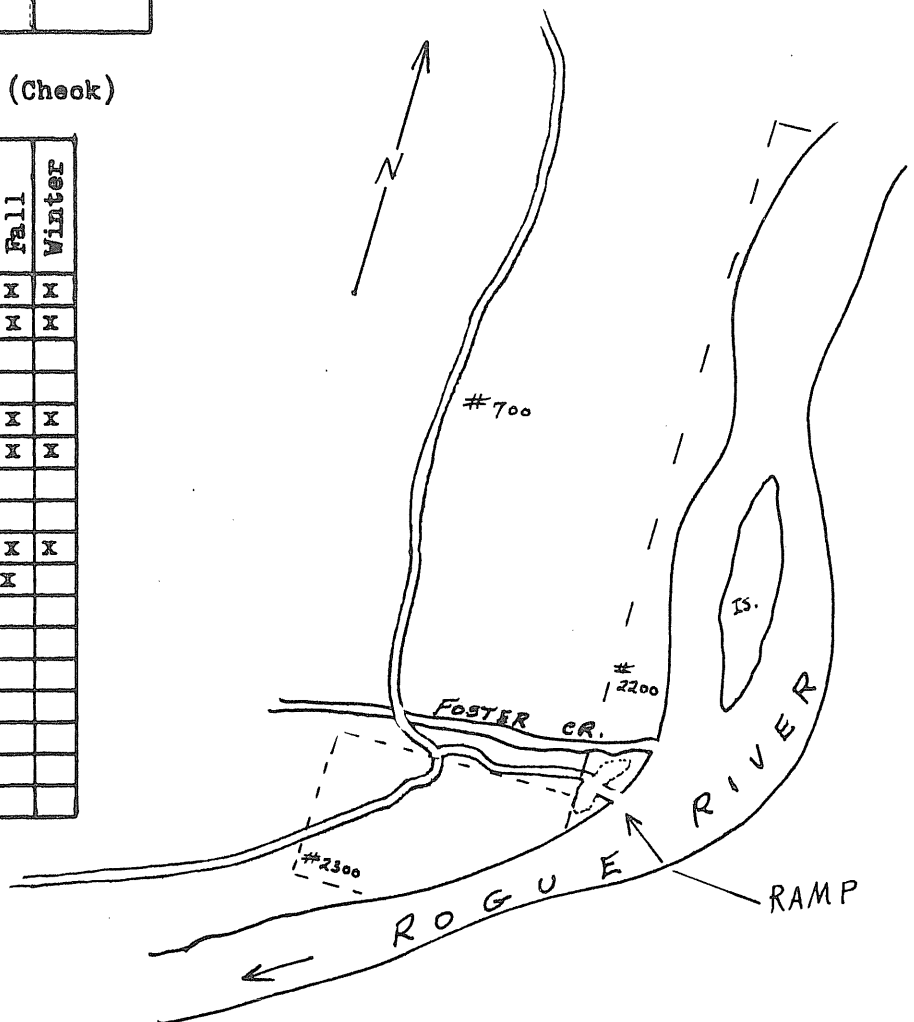 (Check)
Fall Winter
X X
X X
X X
X X
X X
X
N
#700
IS.
#
2200
FOSTER CR.
#2300
ROGUE RIVER
RAMP